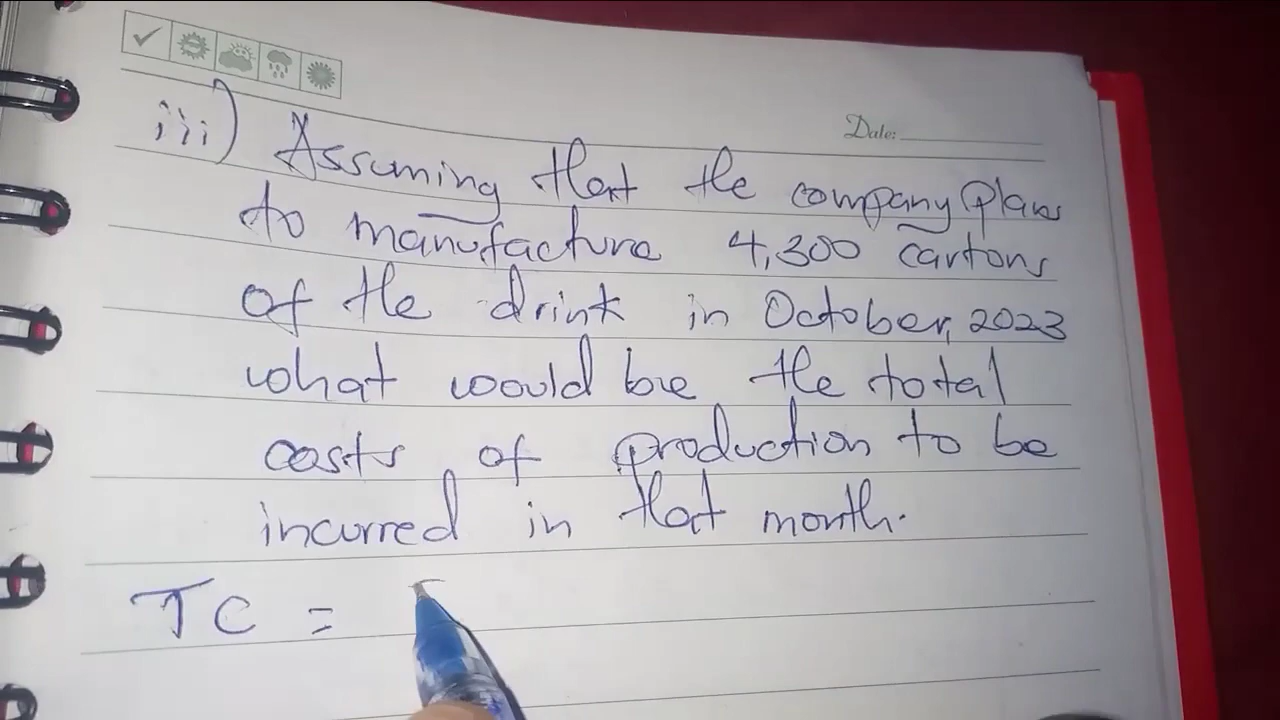 Date:
iii) Assuming that the company plans
to manufacture 4,300 cartons
of the drink in October, 2023
what would be the total
costs of production to be
incurred in that month.
TC =